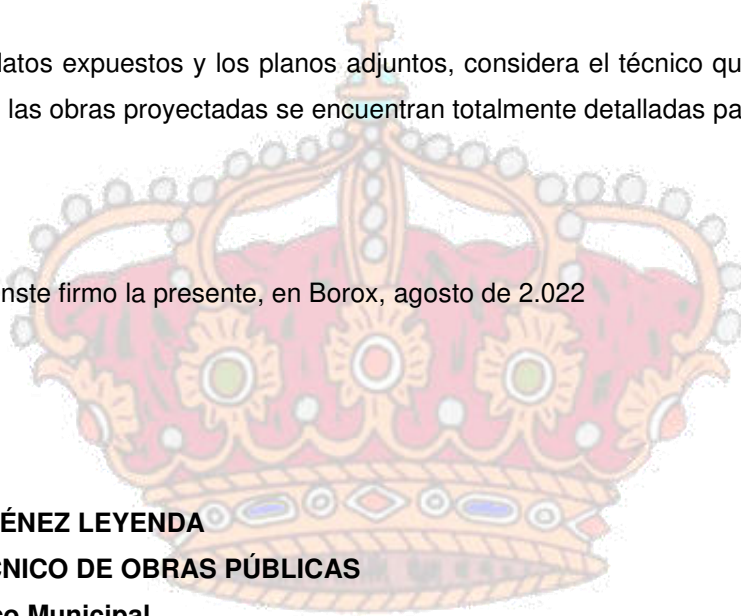 latos expuestos y los planos adjuntos, considera el técnico qu
las obras proyectadas se encuentran totalmente detalladas pa
nste firmo la presente, en Borox, agosto de 2.022
ÉNEZ LEYENDA
CNICO DE OBRAS PÚBLICAS
co Municipal